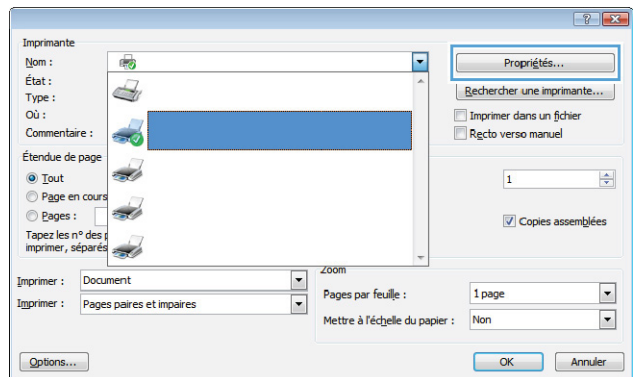 Imprimante
Nom :
Propriétés...
État :
Type :
Rechercher une imprimante...
Où :
Imprimer dans un fichier
Commentaire :
Recto verso manuel
Étendue de page
Tout
1
Page en cours
Pages :
Copies assemblées
Tapez les nº des
imprimer, séparés
Zoom
Imprimer : Document
Pages par feuille : 1 page
Imprimer : Pages paires et impaires
Mettre à l'échelle du papier : Non
Options...
OK
Annuler